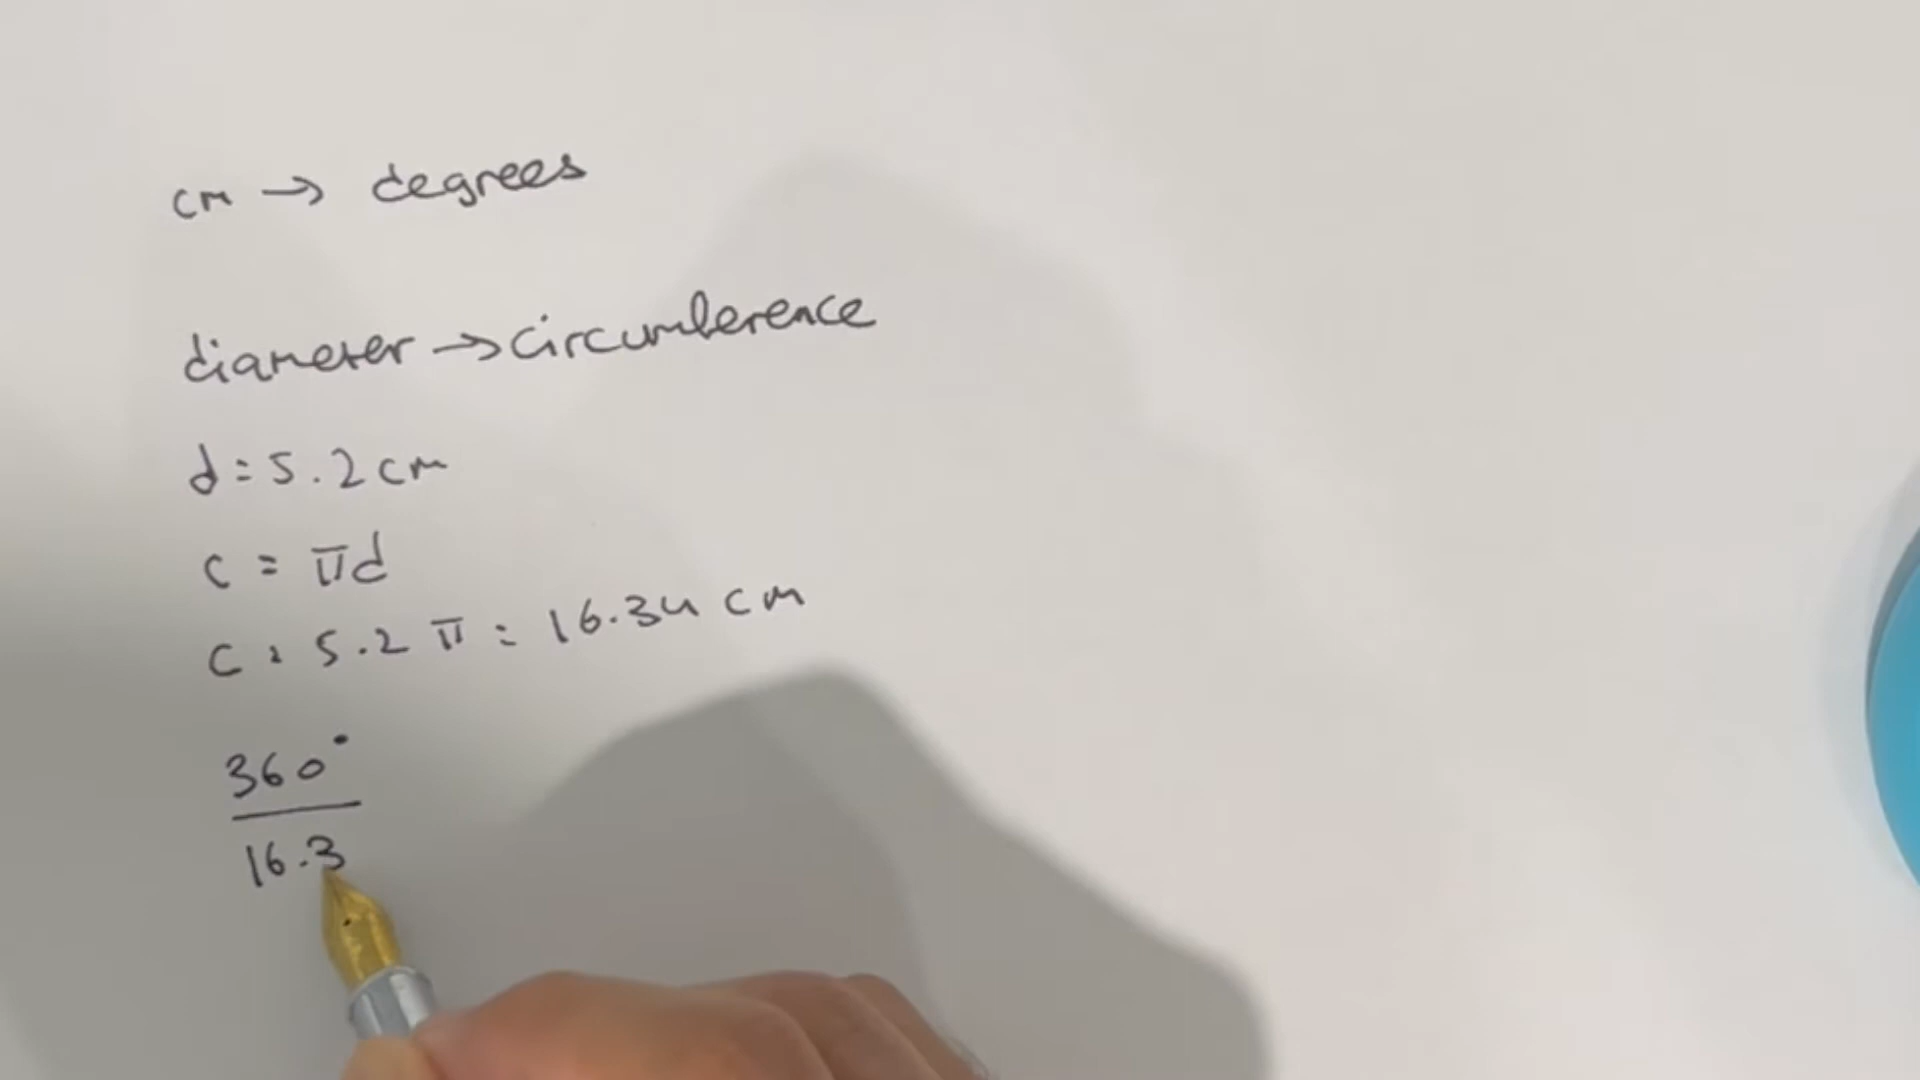 cm → degrees
diameter → circumference
d = 5.2 cm
c = πd
c = 5.2 π = 16.34 cm
360°
16.3